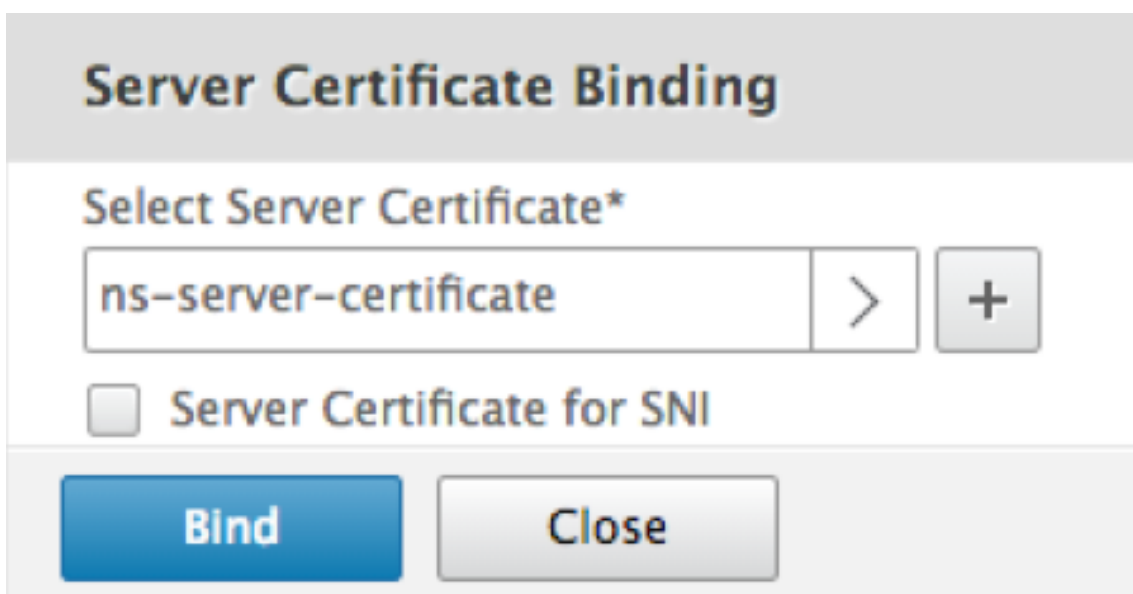 Server Certificate Binding
Select Server Certificate*
ns-server-certificate > +
Server Certificate for SNI
Bind Close